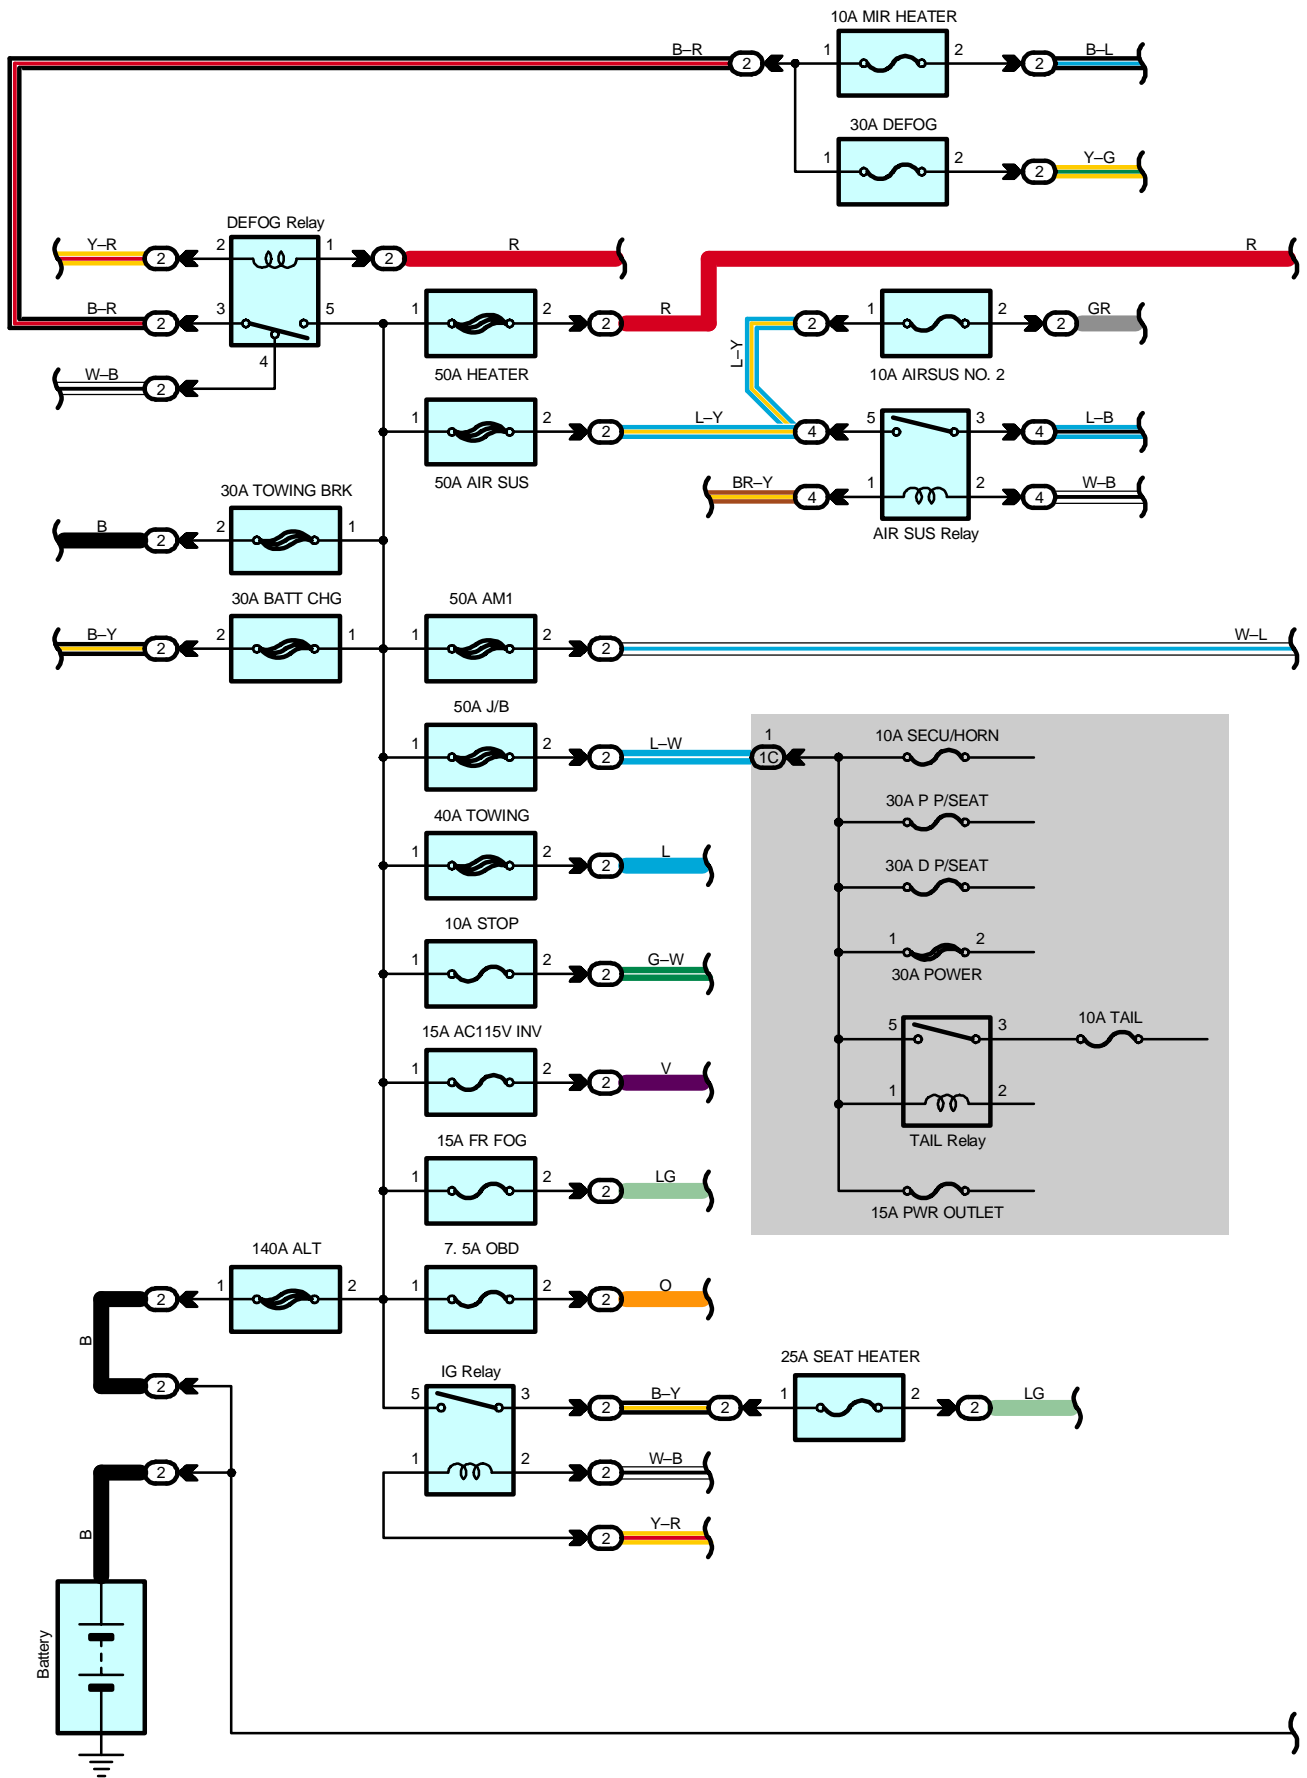 10A MIR HEATER
B–R 2 1 2 2 B–L
30A DEFOG
1 2 2 Y–G
DEFOG Relay
Y–R 2 2 1 2 R R
B–R 2 3 5 1 2 2 R 2 1 2 2 GR
4
W–B 2
50A HEATER
L–Y
10A AIRSUS NO. 2
1 2 2 L–Y 4 5 3 4 L–B
50A AIR SUS
BR–Y 4 1 2 4 W–B
AIR SUS Relay
30A TOWING BRK
B 2 2 1
30A BATT CHG
50A AM1
B–Y 2 2 1 1 2 2 W–L
50A J/B
1 2 2 L–W 1 1C
10A SECU/HORN
30A P P/SEAT
40A TOWING
1 2 2 L
30A D P/SEAT
10A STOP
1 2 2 G–W
1 2
30A POWER
15A AC115V INV
1 2 2 V
5 3 10A TAIL
1 2
TAIL Relay
15A FR FOG
1 2 2 LG
15A PWR OUTLET
140A ALT
7. 5A OBD
2 1 2 1 2 2 O
B
2
IG Relay
25A SEAT HEATER
5 3 2 B–Y 2 1 2 2 LG
2 1 2 2 W–B
B
2 Y–R
Battery